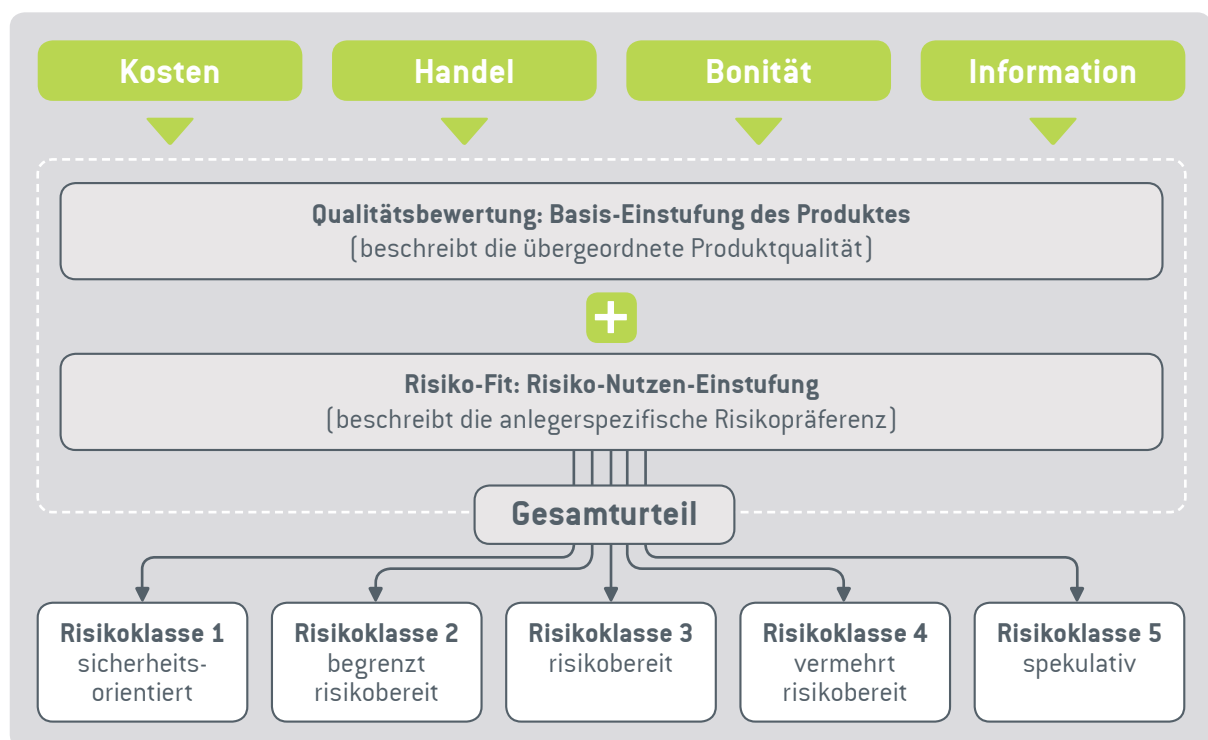 Kosten
Handel
Bonität
Information
Qualitätsbewertung: Basis-Einstufung des Produktes
(beschreibt die übergeordnete Produktqualität)
+
Risiko-Fit: Risiko-Nutzen-Einstufung
(beschreibt die anlegerspezifische Risikopräferenz)
Gesamturteil
Risikoklasse 1
sicherheits-
orientiert
Risikoklasse 2
begrenzt
risikobereit
Risikoklasse 3
risikobereit
Risikoklasse 4
vermehrt
risikobereit
Risikoklasse 5
spekulativ